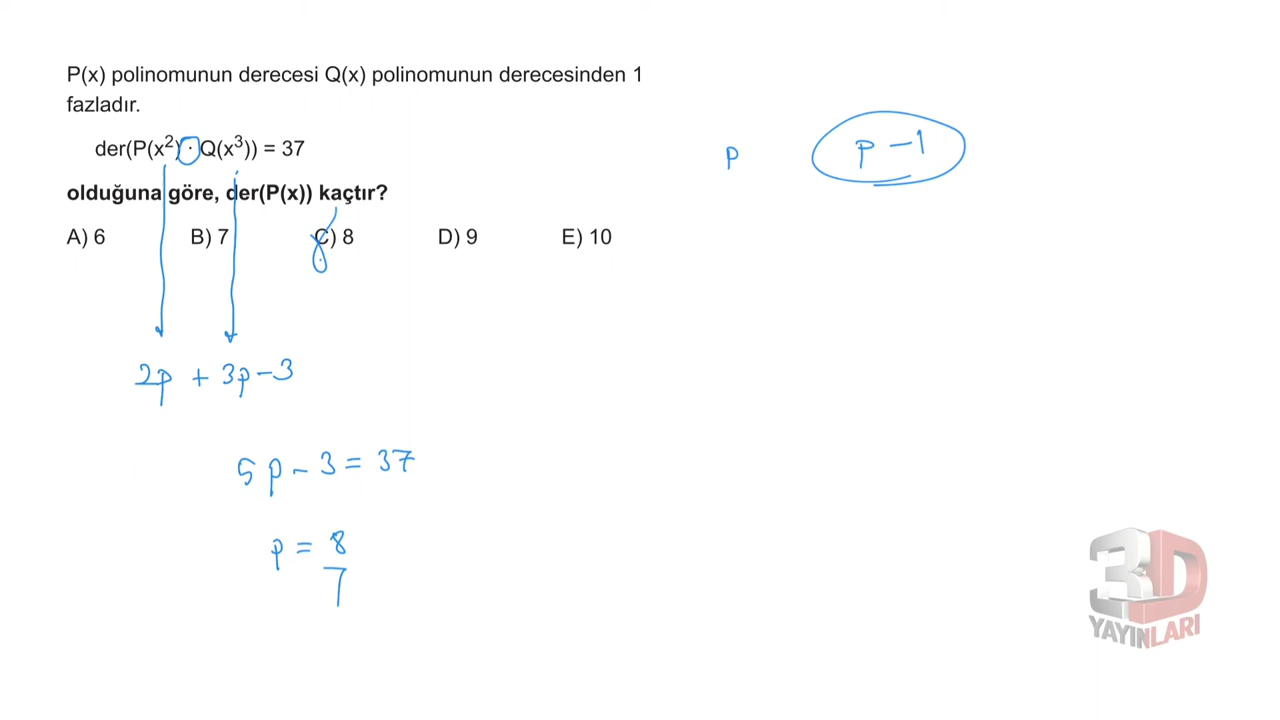 P(x) polinomunun derecesi Q(x) polinomunun derecesinden 1
fazladır.
der(P(x²) · Q(x³)) = 37
olduğuna göre, der(P(x)) kaçtır?
A) 6 B) 7 C) 8 D) 9 E) 10
p p - 1
2p + 3p - 3
5p - 3 = 37
p = 8
7
3D
YAYINLARI